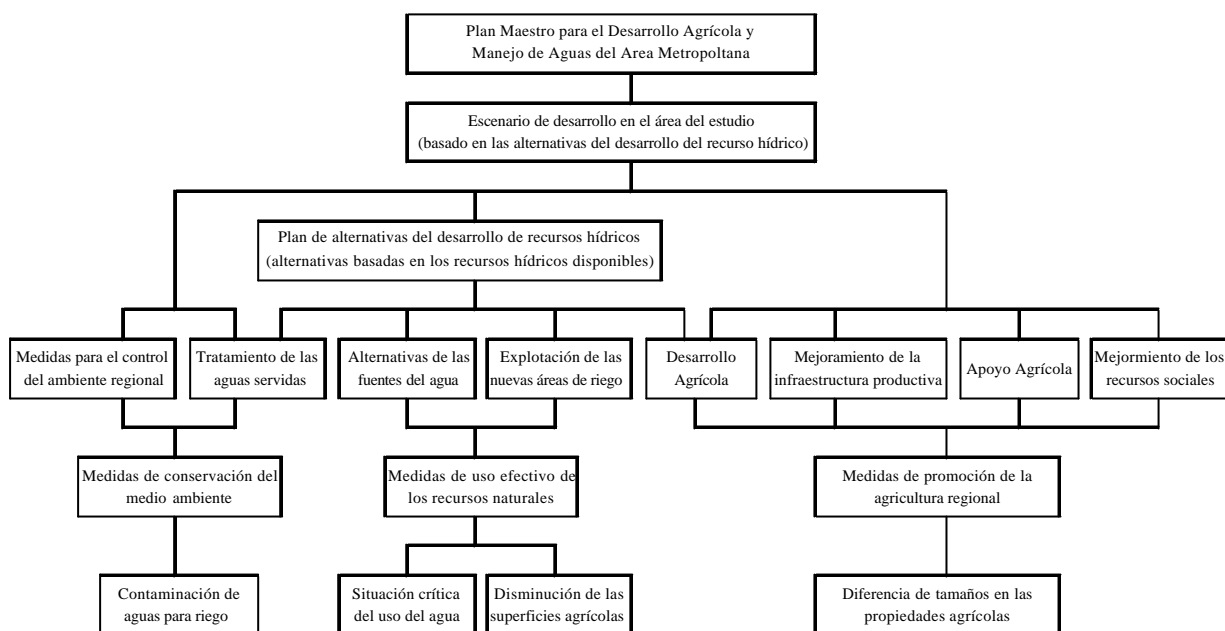 Plan Maestro para el Desarrollo Agrícola y
Manejo de Aguas del Area Metropoltana
Escenario de desarrollo en el área del estudio
(basado en las alternativas del desarrollo del recurso hídrico)
Plan de alternativas del desarrollo de recursos hídricos
(alternativas basadas en los recursos hídricos disponibles)
Medidas para el control
del ambiente regional
Tratamiento de las
aguas servidas
Alternativas de las
fuentes del agua
Explotación de las
nuevas áreas de riego
Desarrollo
Agrícola
Mejoramiento de la
infraestructura productiva
Apoyo Agrícola
Mejormiento de los
recursos sociales
Medidas de conservación del
medio ambiente
Medidas de uso efectivo de
los recursos naturales
Medidas de promoción de la
agricultura regional
Contaminación de
aguas para riego
Situación crítica
del uso del agua
Disminución de las
superficies agrícolas
Diferencia de tamaños en las
propiedades agrícolas